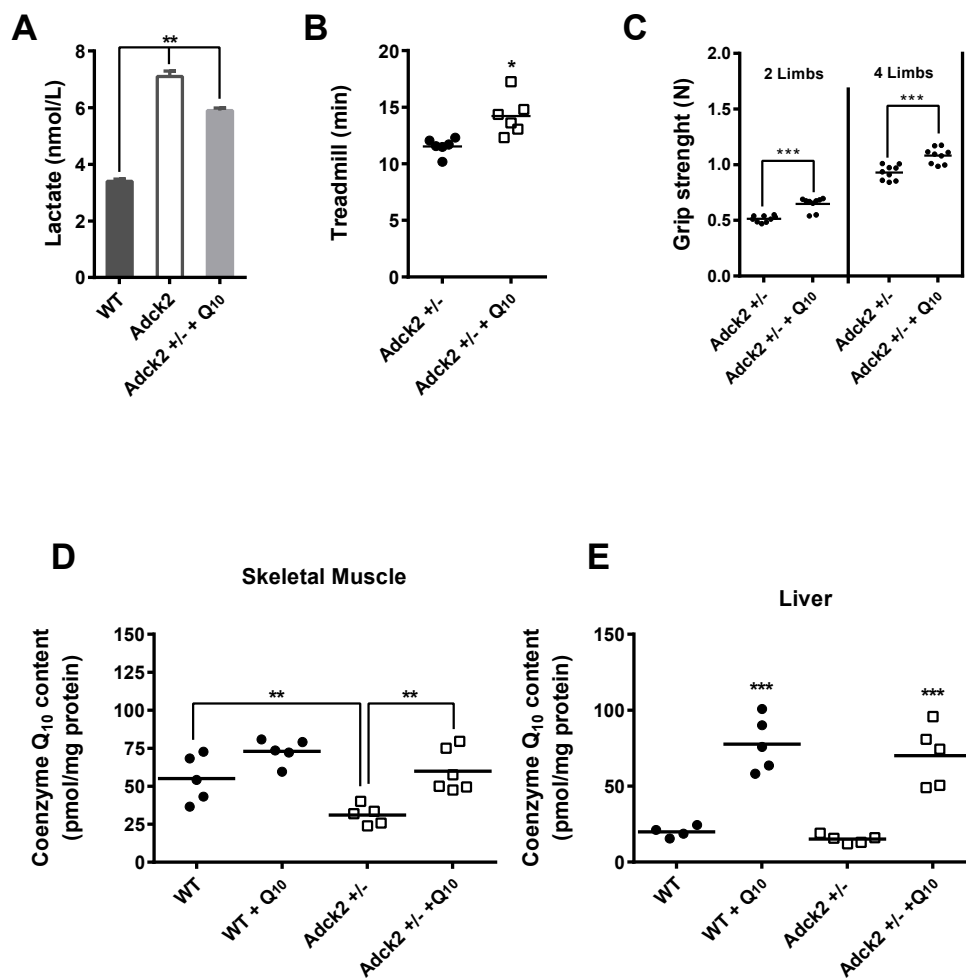 A
**
8
6
4
2
0
Lactate (nmol/L)
WT
Adck2
Adck2 +/- + Q10
B
*
20
15
10
5
0
Treadmill (min)
Adck2 +/-
Adck2 +/- + Q10
C
2.0
1.5
1.0
0.5
0.0
Grip strenght (N)
2 Limbs
4 Limbs
***
***
Adck2 +/-
Adck2 +/- + Q10
Adck2 +/-
Adck2 +/- + Q10
D
Skeletal Muscle
150
125
100
75
50
25
0
Coenzyme Q10 content
(pmol/mg protein)
**
**
WT
WT + Q10
Adck2 +/-
Adck2 +/- +Q10
E
Liver
150
100
50
0
Coenzyme Q10 content
(pmol/mg protein)
***
***
WT
WT + Q10
Adck2 +/-
Adck2 +/- +Q10